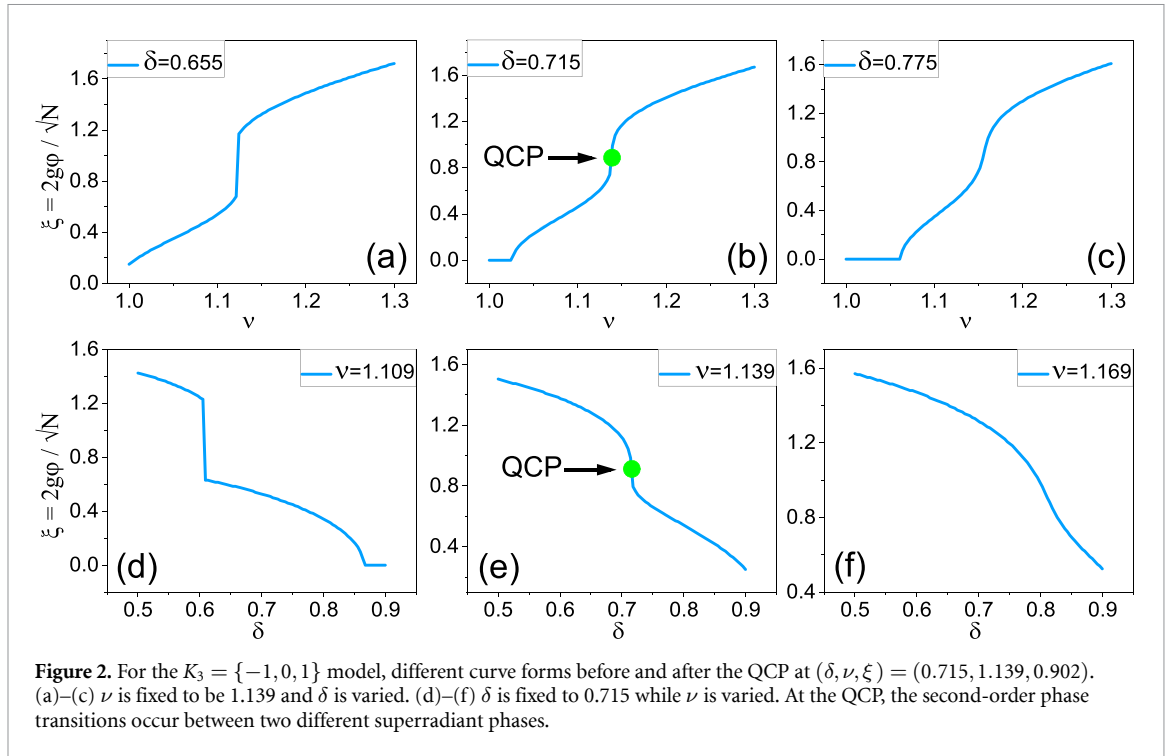 δ=0.655
1.6
1.2
0.8
0.4
0.0
ξ = 2gφ / √N
(a)
1.0 1.1 1.2 1.3
ν
δ=0.715
1.6
1.2
0.8
0.4
0.0
QCP
(b)
1.0 1.1 1.2 1.3
ν
δ=0.775
1.6
1.2
0.8
0.4
0.0
(c)
1.0 1.1 1.2 1.3
ν
ν=1.109
1.6
1.2
0.8
0.4
0.0
ξ = 2gφ / √N
(d)
0.5 0.6 0.7 0.8 0.9
δ
ν=1.139
1.6
1.2
0.8
0.4
QCP
(e)
0.5 0.6 0.7 0.8 0.9
δ
ν=1.169
1.6
1.2
0.8
0.4
(f)
0.5 0.6 0.7 0.8 0.9
δ
Figure 2. For the K₃ = {−1, 0, 1} model, different curve forms before and after the QCP at (δ, ν, ξ) = (0.715, 1.139, 0.902).
(a)–(c) ν is fixed to be 1.139 and δ is varied. (d)–(f) δ is fixed to 0.715 while ν is varied. At the QCP, the second-order phase
transitions occur between two different superradiant phases.